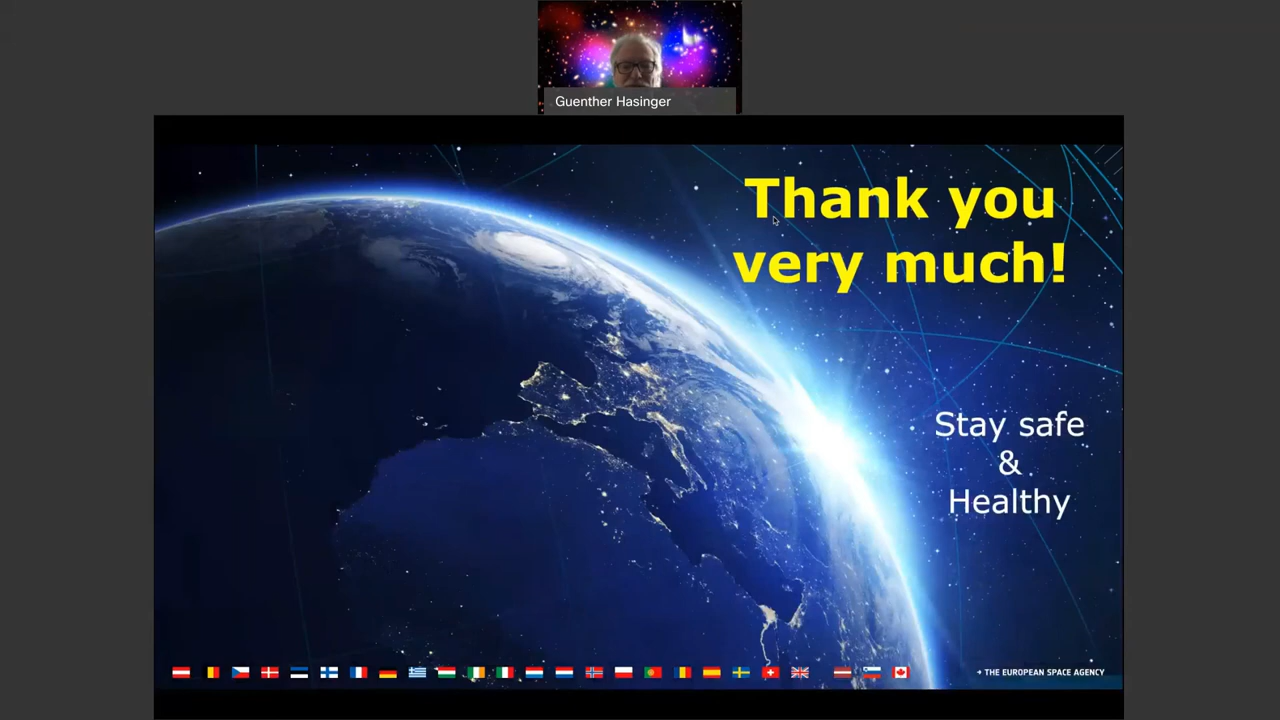 Guenther Hasinger
Thank you
very much!
Stay safe
&
Healthy
→ THE EUROPEAN SPACE AGENCY